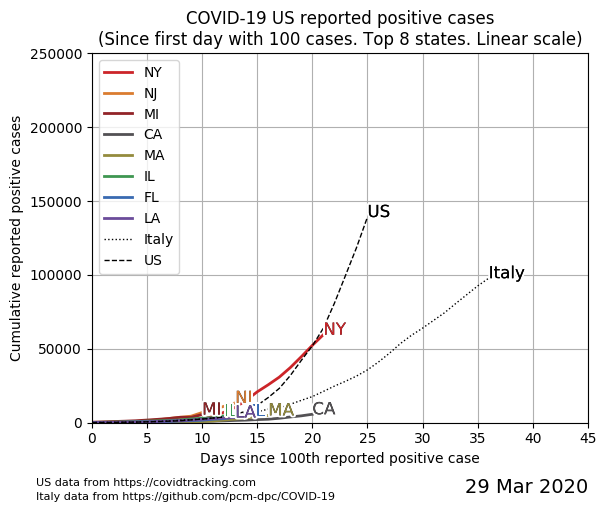 COVID-19 US reported positive cases
(Since first day with 100 cases. Top 8 states. Linear scale)
Cumulative reported positive cases
250000
200000
150000
100000
50000
0
NY
NJ
MI
CA
MA
IL
FL
LA
Italy
US
US
Italy
NY
NJ
MI
IL
LA
FL
MA
CA
0 5 10 15 20 25 30 35 40 45
Days since 100th reported positive case
US data from https://covidtracking.com
Italy data from https://github.com/pcm-dpc/COVID-19
29 Mar 2020